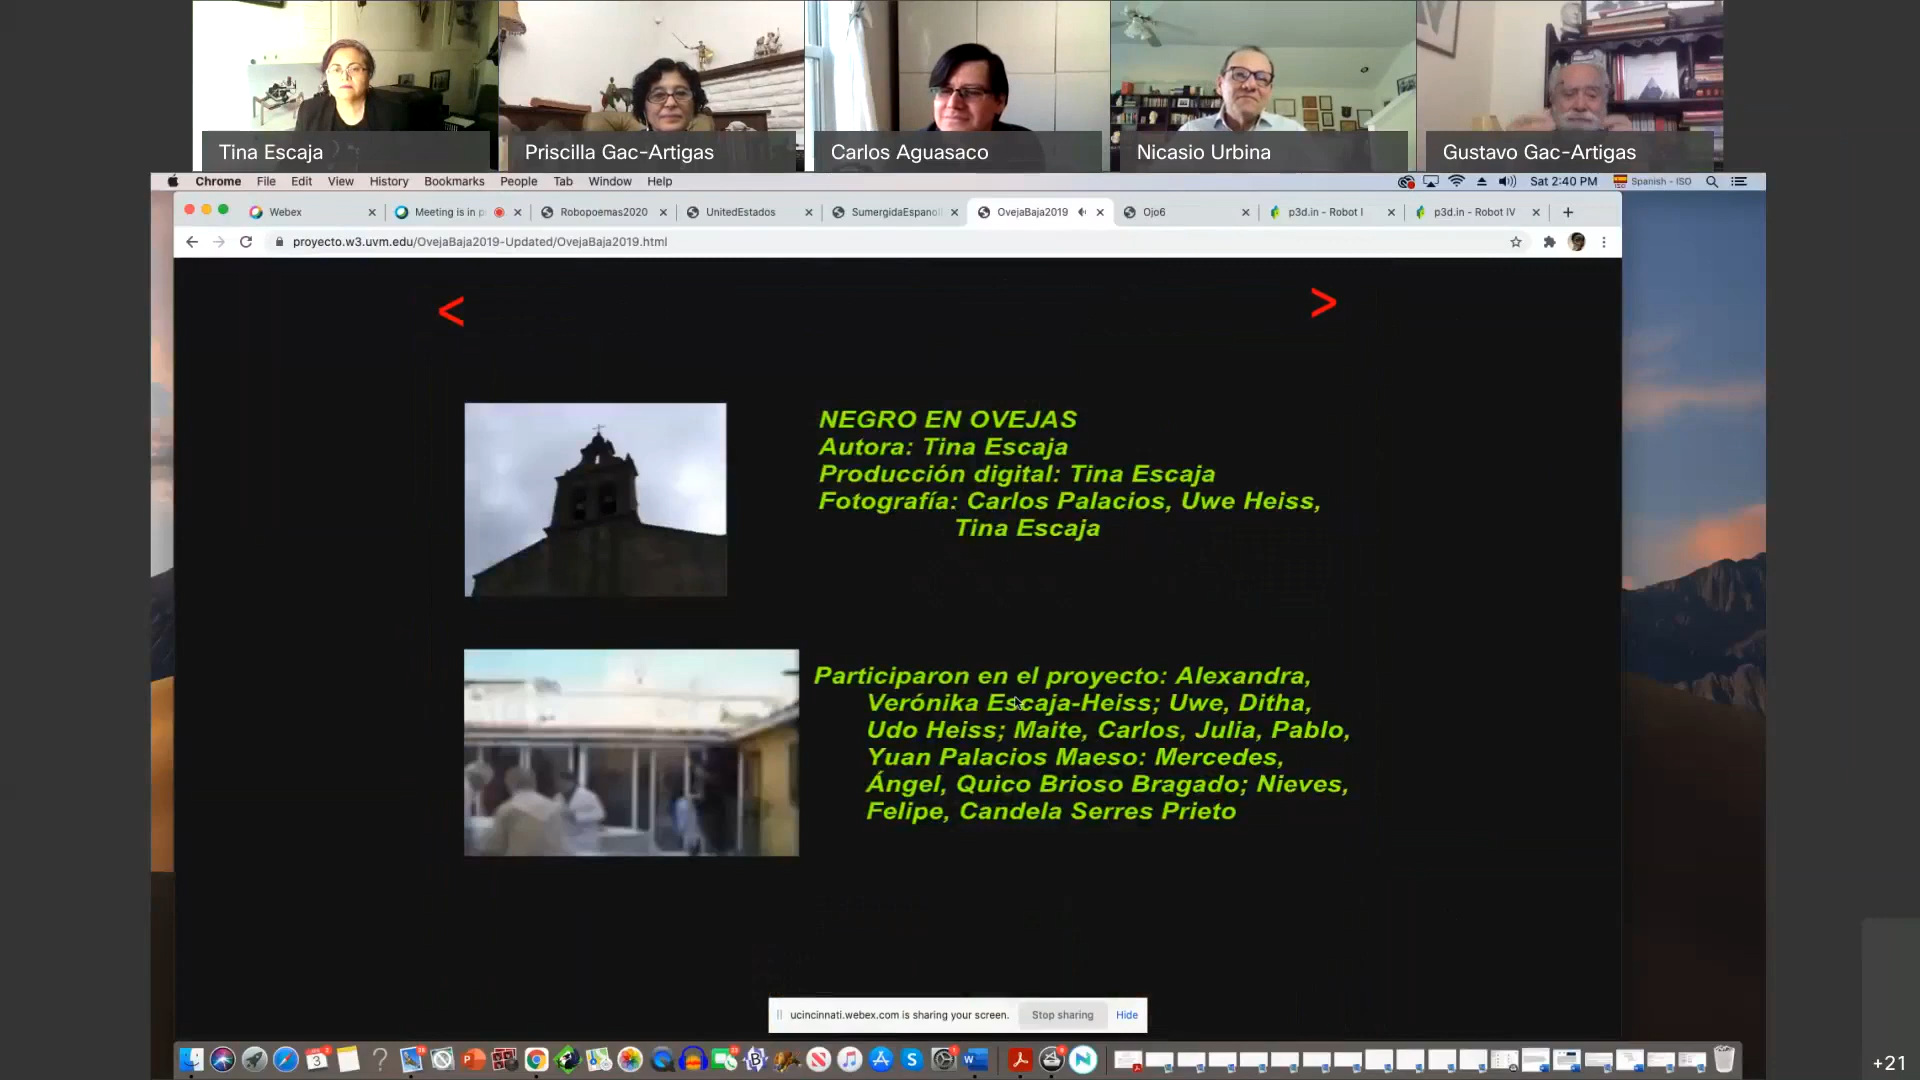 Tina Escaja
Priscilla Gac-Artigas
Carlos Aguasaco
Nicasio Urbina
Gustavo Gac-Artigas
Chrome File Edit View History Bookmarks People Tab Window Help
Sat 2:40 PM
Spanish - ISO
Webex
Meeting is in p
Robopoemas2020
UnitedEstados
SumergidaEspanol
OvejaBaja2019
Ojo6
p3d.in - Robot I
p3d.in - Robot IV
proyecto.w3.uvm.edu/OvejaBaja2019-Updated/OvejaBaja2019.html
< >
NEGRO EN OVEJAS
Autora: Tina Escaja
Producción digital: Tina Escaja
Fotografía: Carlos Palacios, Uwe Heiss,
Tina Escaja
Participaron en el proyecto: Alexandra,
Verónika Escaja-Heiss; Uwe, Ditha,
Udo Heiss; Maite, Carlos, Julia, Pablo,
Yuan Palacios Maeso: Mercedes,
Ángel, Quico Brioso Bragado; Nieves,
Felipe, Candela Serres Prieto
ucincinnati.webex.com is sharing your screen. Stop sharing Hide
+21